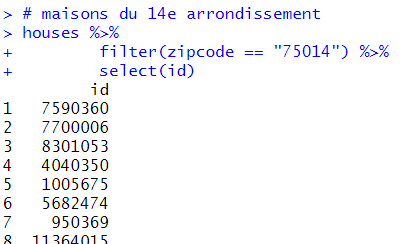 > # maisons du 14e arrondissement
> houses %>%
+ filter(zipcode == "75014") %>%
+ select(id)
id
1 7590360
2 7700006
3 8301053
4 4040350
5 1005675
6 5682474
7 950369
8 11364015